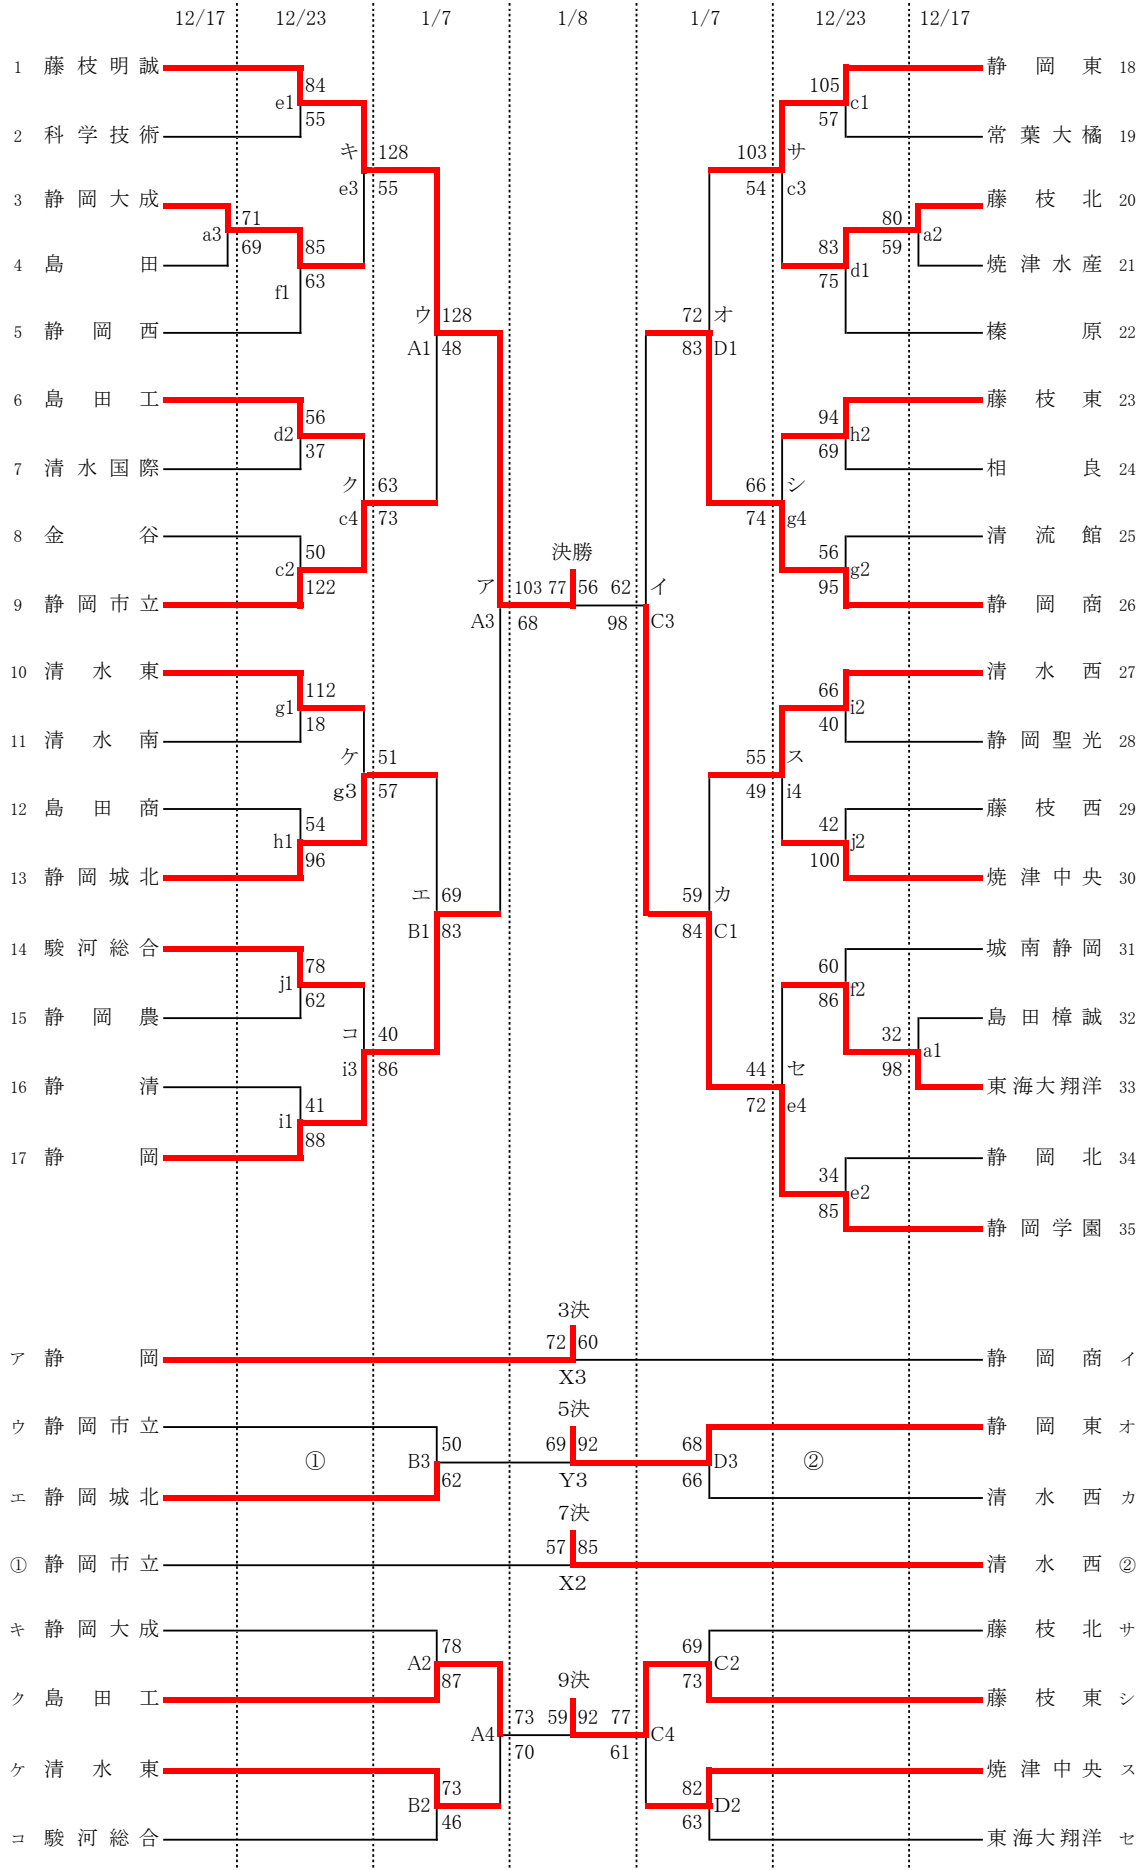 12/17 12/23 1/7 1/8 1/7 12/23 12/17
1 藤枝明誠 静岡東 18
84 105
e1 c1
55 57
2 科学技術 常葉大橘 19
キ 128 103 サ
e3 55 54 c3
3 静岡大成 藤枝北 20
71 80
a3 a2
69 59
85 83
4 島田 焼津水産 21
d1
63 75
f1
5 静岡西 榛原 22
ウ 128 72 オ
A1 48 83 D1
6 島田工 藤枝東 23
56 94
d2 h2
37 69
7 清水国際 相良 24
ク 63 66 シ
c4 73 74 g4
8 金谷 清流館 25
50 56
c2 g2
122 95
9 静岡市立 静岡商 26
決勝
ア 103 77 56 62 イ
A3 68 98 C3
10 清水東 清水西 27
112 66
g1 i2
18 40
11 清水南 静岡聖光 28
ケ 51 55 ス
g3 57 49 i4
12 島田商 藤枝西 29
54 42
h1 j2
96 100
13 静岡城北 焼津中央 30
エ 69 59 カ
B1 83 84 C1
14 駿河総合 城南静岡 31
78 60
j1 f2
62 86
15 静岡農 島田樟誠 32
コ 40 32
a1
i3 86 98
44 セ
72 e4
16 静清 東海大翔洋 33
41
i1
88
17 静岡 静岡北 34
34
e2
85
静岡学園 35
3決
72 60
ア 静岡 静岡商 イ
X3
5決
ウ 静岡市立 静岡東 オ
50 69 92 68
① B3 D3 ②
62 Y3 66
エ 静岡城北 清水西 カ
7決
57 85
① 静岡市立 清水西 ②
X2
キ 静岡大成 藤枝北 サ
78 69
A2 C2
87 9決 73
ク 島田工 藤枝東 シ
73 59 92 77
A4 C4
70 61
ケ 清水東 焼津中央 ス
73 82
B2 D2
46 63
コ 駿河総合 東海大翔洋 セ